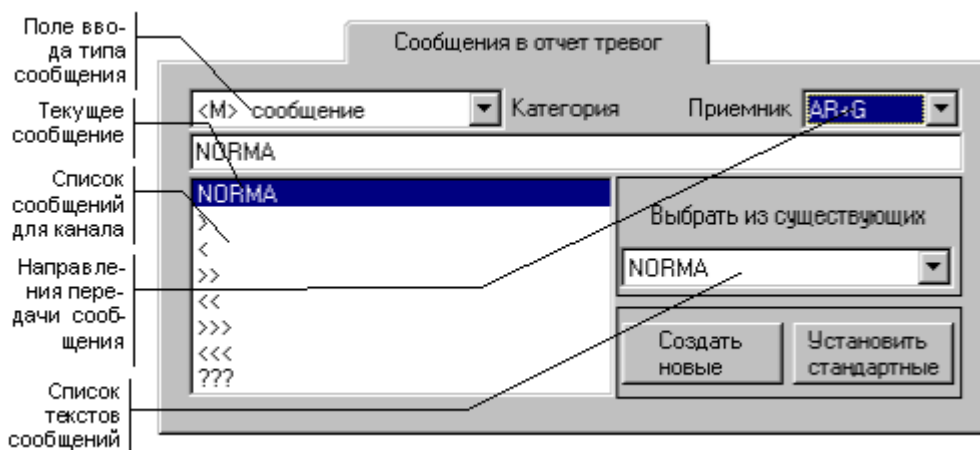 Поле вво-
да типа
сообщения
Текущее
сообщение
Список
сообщений
для канала
Направле-
ния пере-
дачи сооб-
щения
Список
текстов
сообщений
Сообщения в отчет тревог
<M> сообщение
Категория
Приемник
NORMA
NORMA
>
<
>>
<<
>>>
<<<
???
Выбрать из существующих
NORMA
Создать
новые
Установить
стандартные